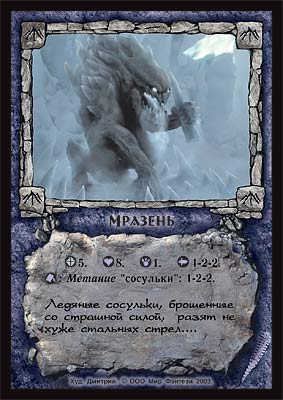 Мразень
5. 8. 1. 1-2-2.
: Метание "сосульки": 1-2-2.
Ледяные сосульки, брошенные
со страшной силой, разят не
хуже стальных стрел....
Худ. Дмитрий. © ООО Мир Фэнтези 2003